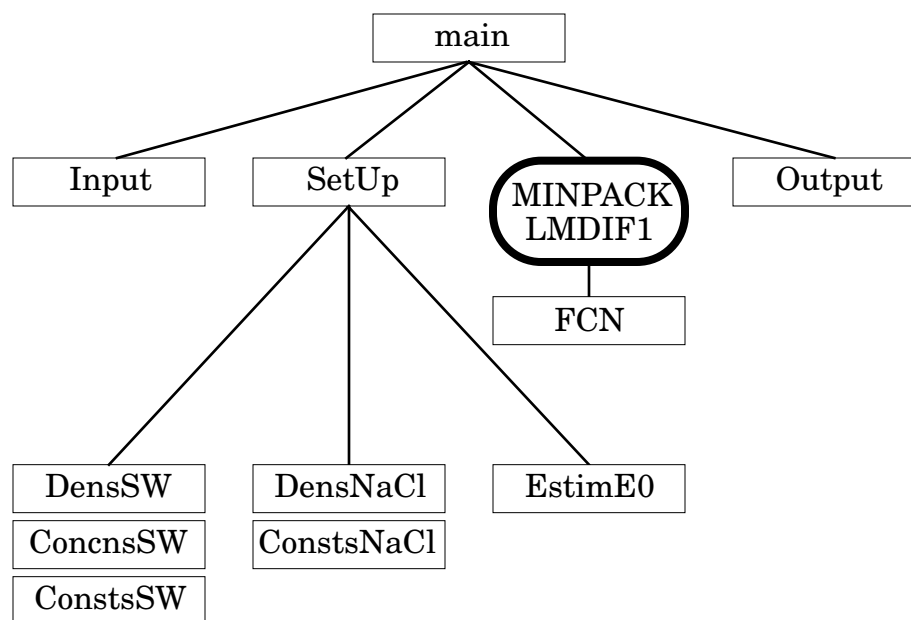 main
Input
SetUp
MINPACK
LMDIF1
Output
FCN
DensSW
DensNaCl
EstimE0
ConcnsSW
ConstsNaCl
ConstsSW